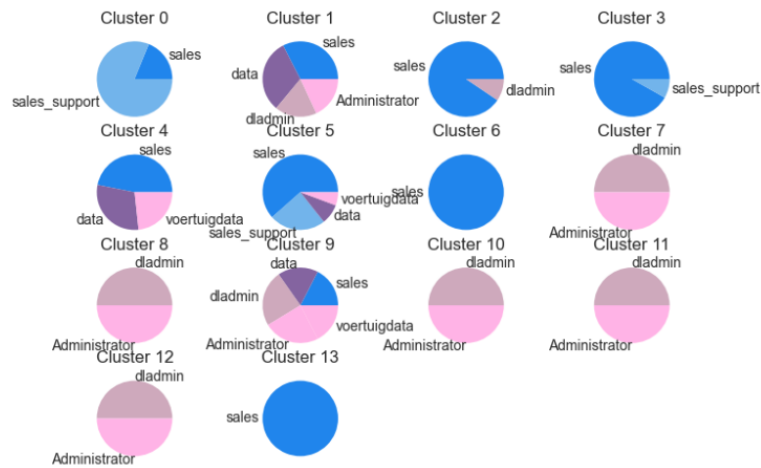 Cluster 0
sales
sales_support
Cluster 1
sales
data
dladmin
Administrator
Cluster 2
sales
dladmin
Cluster 3
sales
sales_support
Cluster 4
sales
data
voertuigdata
Cluster 5
sales
sales_support
data
voertuigdata
Cluster 6
sales
Cluster 7
dladmin
Administrator
Cluster 8
dladmin
Administrator
Cluster 9
sales
data
dladmin
Administrator
voertuigdata
Cluster 10
dladmin
Administrator
Cluster 11
dladmin
Administrator
Cluster 12
dladmin
Administrator
Cluster 13
sales